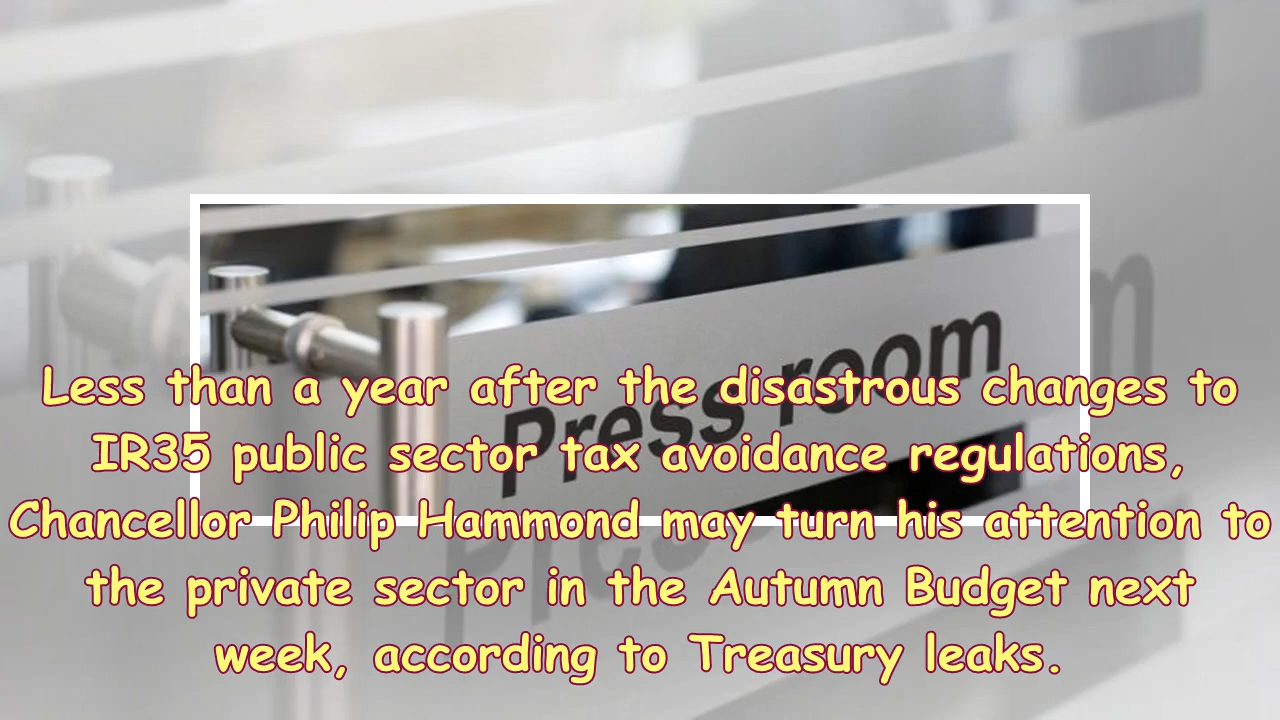 Press room
Less than a year after the disastrous changes to
IR35 public sector tax avoidance regulations,
Chancellor Philip Hammond may turn his attention to
the private sector in the Autumn Budget next
week, according to Treasury leaks.